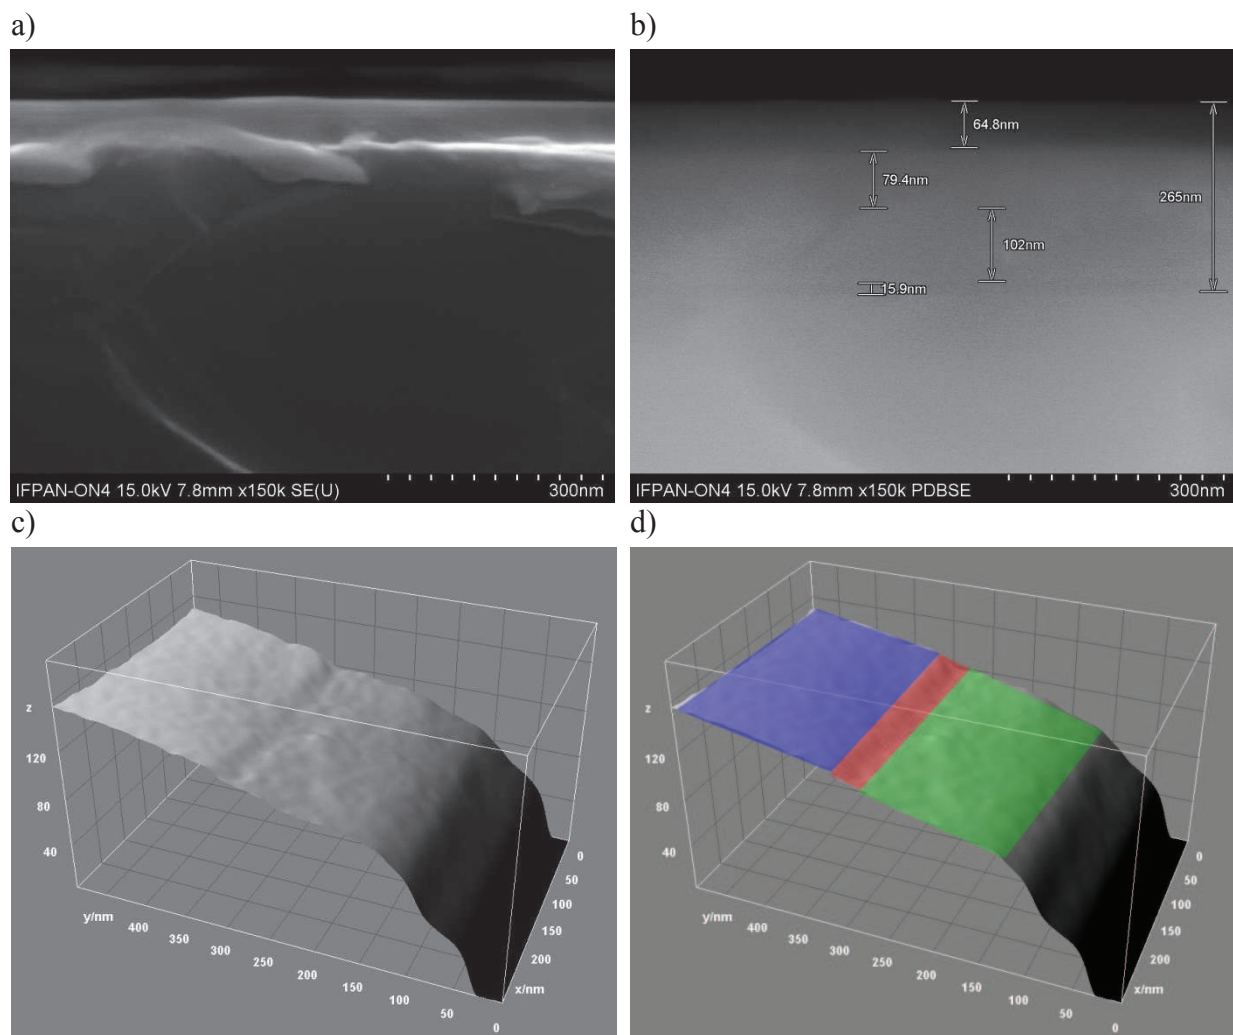 a)
b)
64.8nm
79.4nm
265nm
102nm
15.9nm
IFPAN-ON4 15.0kV 7.8mm x150k SE(U) 300nm
IFPAN-ON4 15.0kV 7.8mm x150k PDBSE 300nm
c)
d)
z
120
80
40
y/nm
400
350
300
250
200
150
100
50
0
x/nm
200
150
100
50
0
z
120
80
40
y/nm
400
350
300
250
200
150
100
50
0
x/nm
200
150
100
50
0